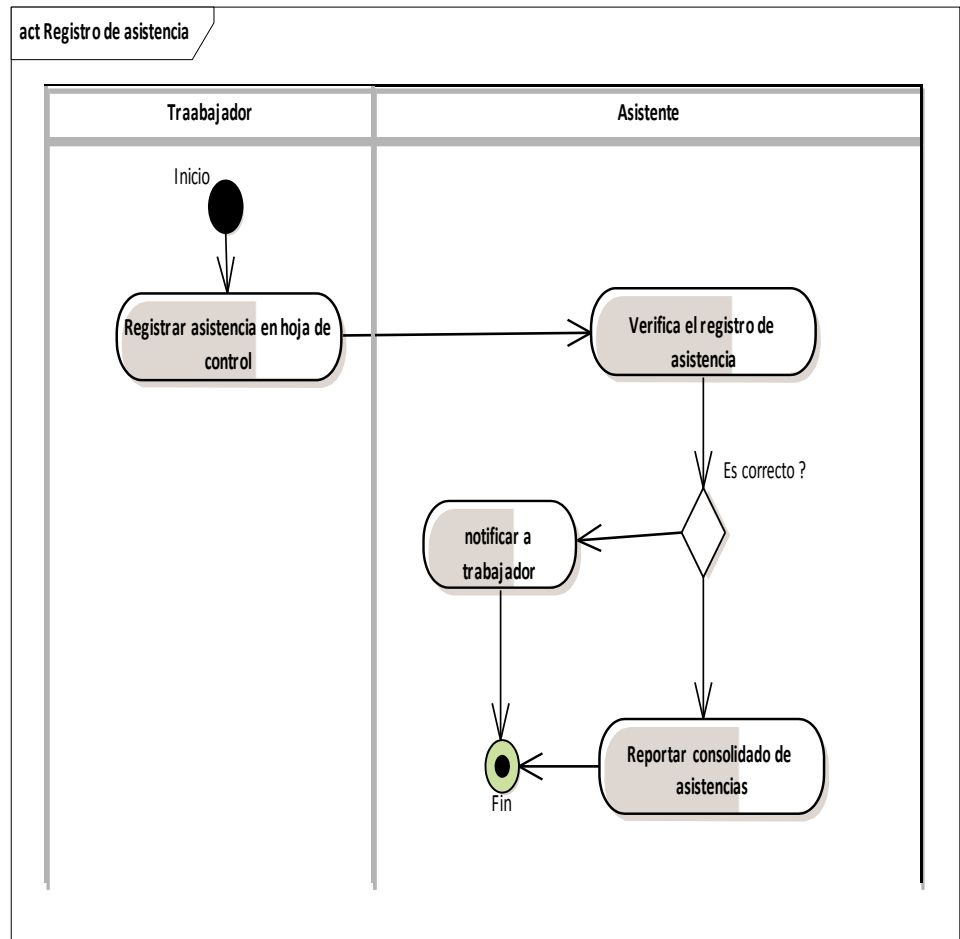 act Registro de asistencia
Traabajador
Asistente
Inicio
Registrar asistencia en hoja de
control
Verifica el registro de
asistencia
Es correcto ?
notificar a
trabajador
Reportar consolidado de
asistencias
Fin